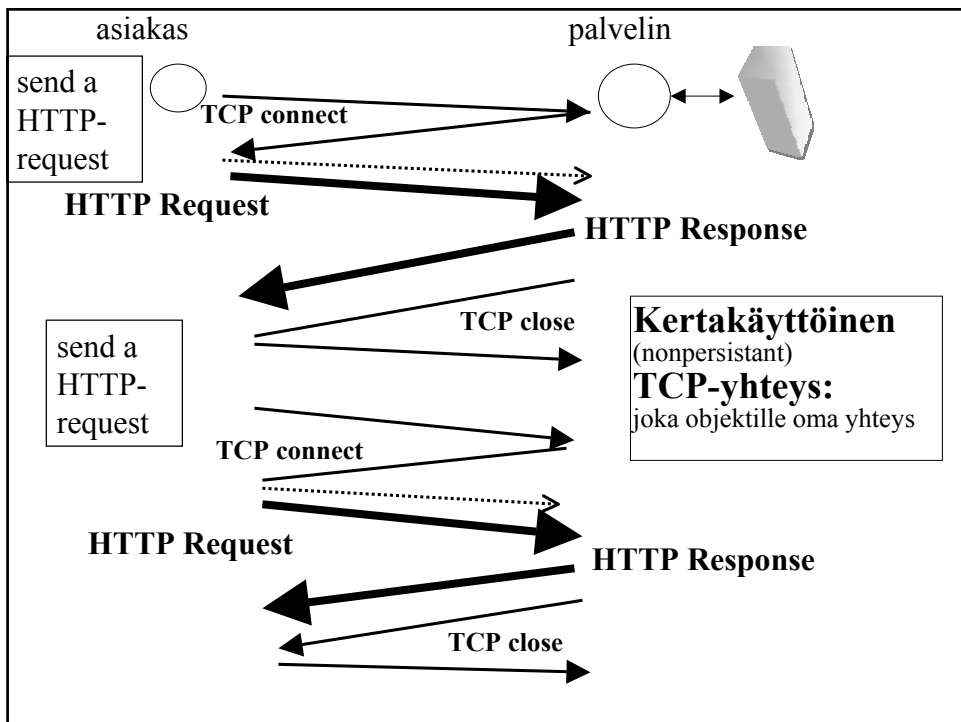 asiakas
palvelin
send a
HTTP-
request
TCP connect
HTTP Request
HTTP Response
TCP close
Kertakäyttöinen
(nonpersistant)
TCP-yhteys:
joka objektille oma yhteys
send a
HTTP-
request
TCP connect
HTTP Request
HTTP Response
TCP close